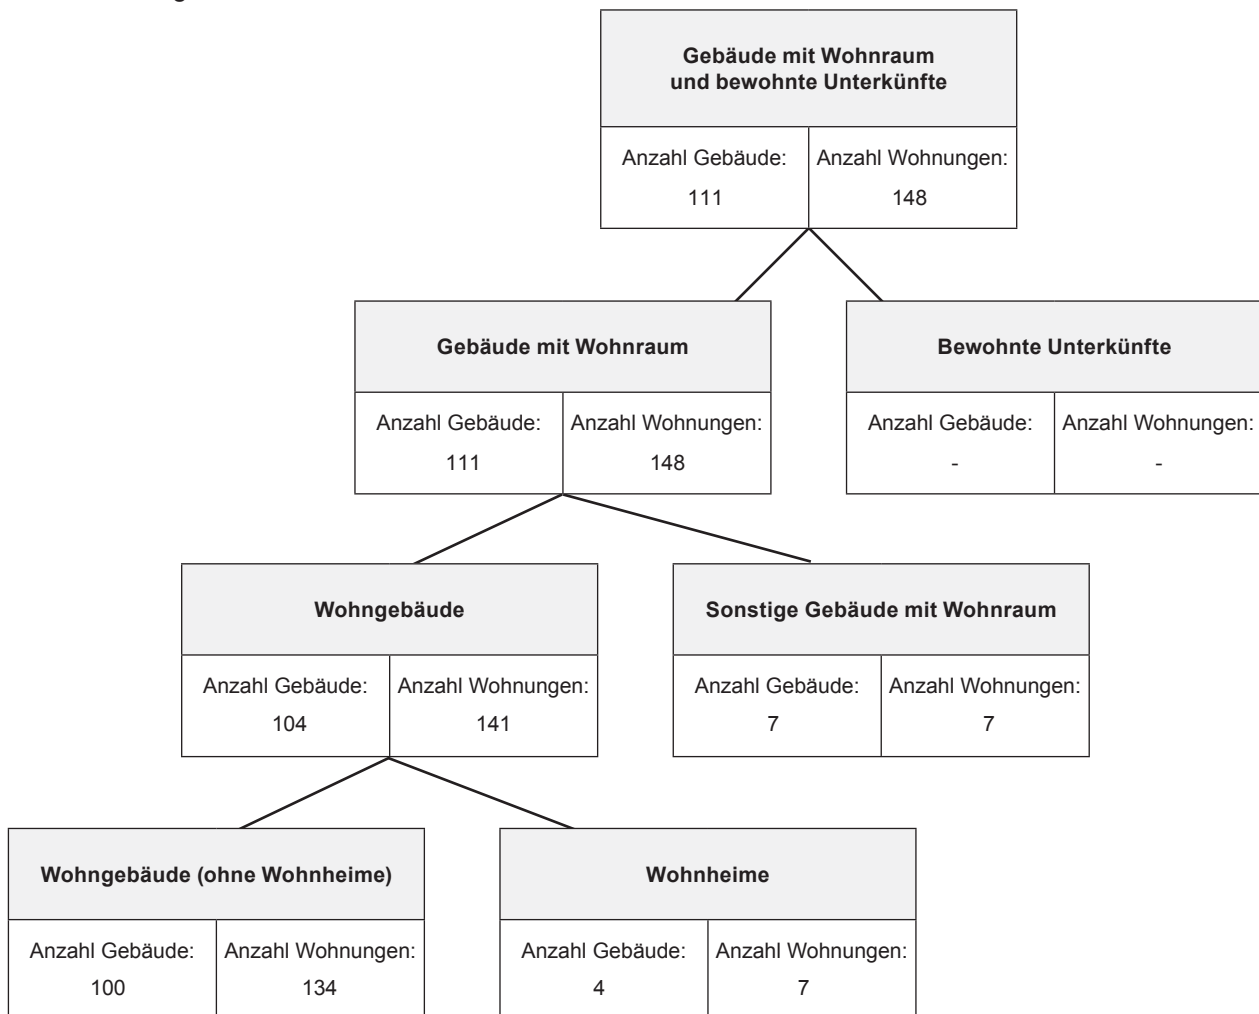 Gebäude mit Wohnraum
und bewohnte Unterkünfte
Anzahl Gebäude: Anzahl Wohnungen:
111 148
Gebäude mit Wohnraum Bewohnte Unterkünfte
Anzahl Gebäude: Anzahl Wohnungen: Anzahl Gebäude: Anzahl Wohnungen:
111 148 - -
Wohngebäude Sonstige Gebäude mit Wohnraum
Anzahl Gebäude: Anzahl Wohnungen: Anzahl Gebäude: Anzahl Wohnungen:
104 141 7 7
Wohngebäude (ohne Wohnheime) Wohnheime
Anzahl Gebäude: Anzahl Wohnungen: Anzahl Gebäude: Anzahl Wohnungen:
100 134 4 7